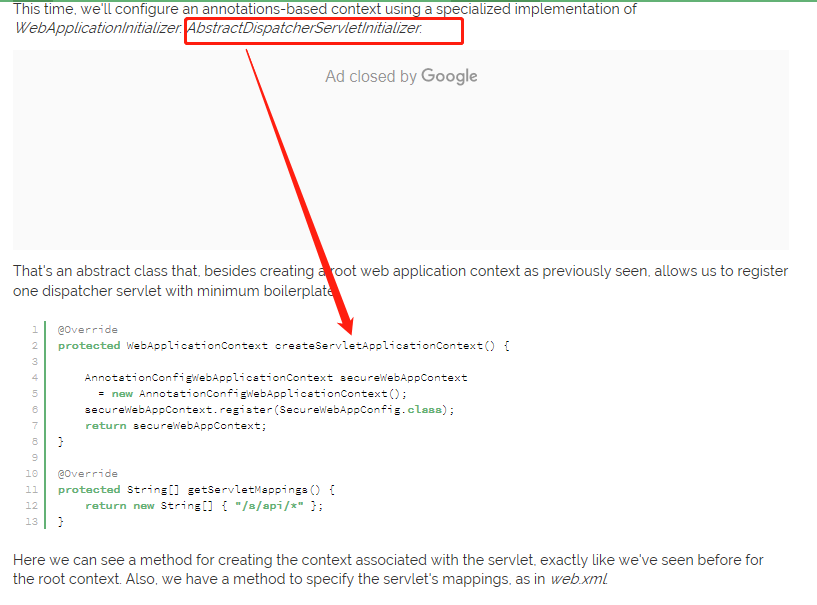 This time, we'll configure an annotations-based context using a specialized implementation of
WebApplicationInitializer: AbstractDispatcherServletInitializer.
Ad closed by Google
That's an abstract class that, besides creating a root web application context as previously seen, allows us to register
one dispatcher servlet with minimum boilerplate
1 @Override
2 protected WebApplicationContext createServletApplicationContext() {
3
4 AnnotationConfigWebApplicationContext secureWebAppContext
5 = new AnnotationConfigWebApplicationContext();
6 secureWebAppContext.register(SecureWebAppConfig.class);
7 return secureWebAppContext;
8 }
9
10 @Override
11 protected String[] getServletMappings() {
12 return new String[] { "/s/api/*" };
13 }
Here we can see a method for creating the context associated with the servlet, exactly like we've seen before for
the root context. Also, we have a method to specify the servlet's mappings, as in web.xml.